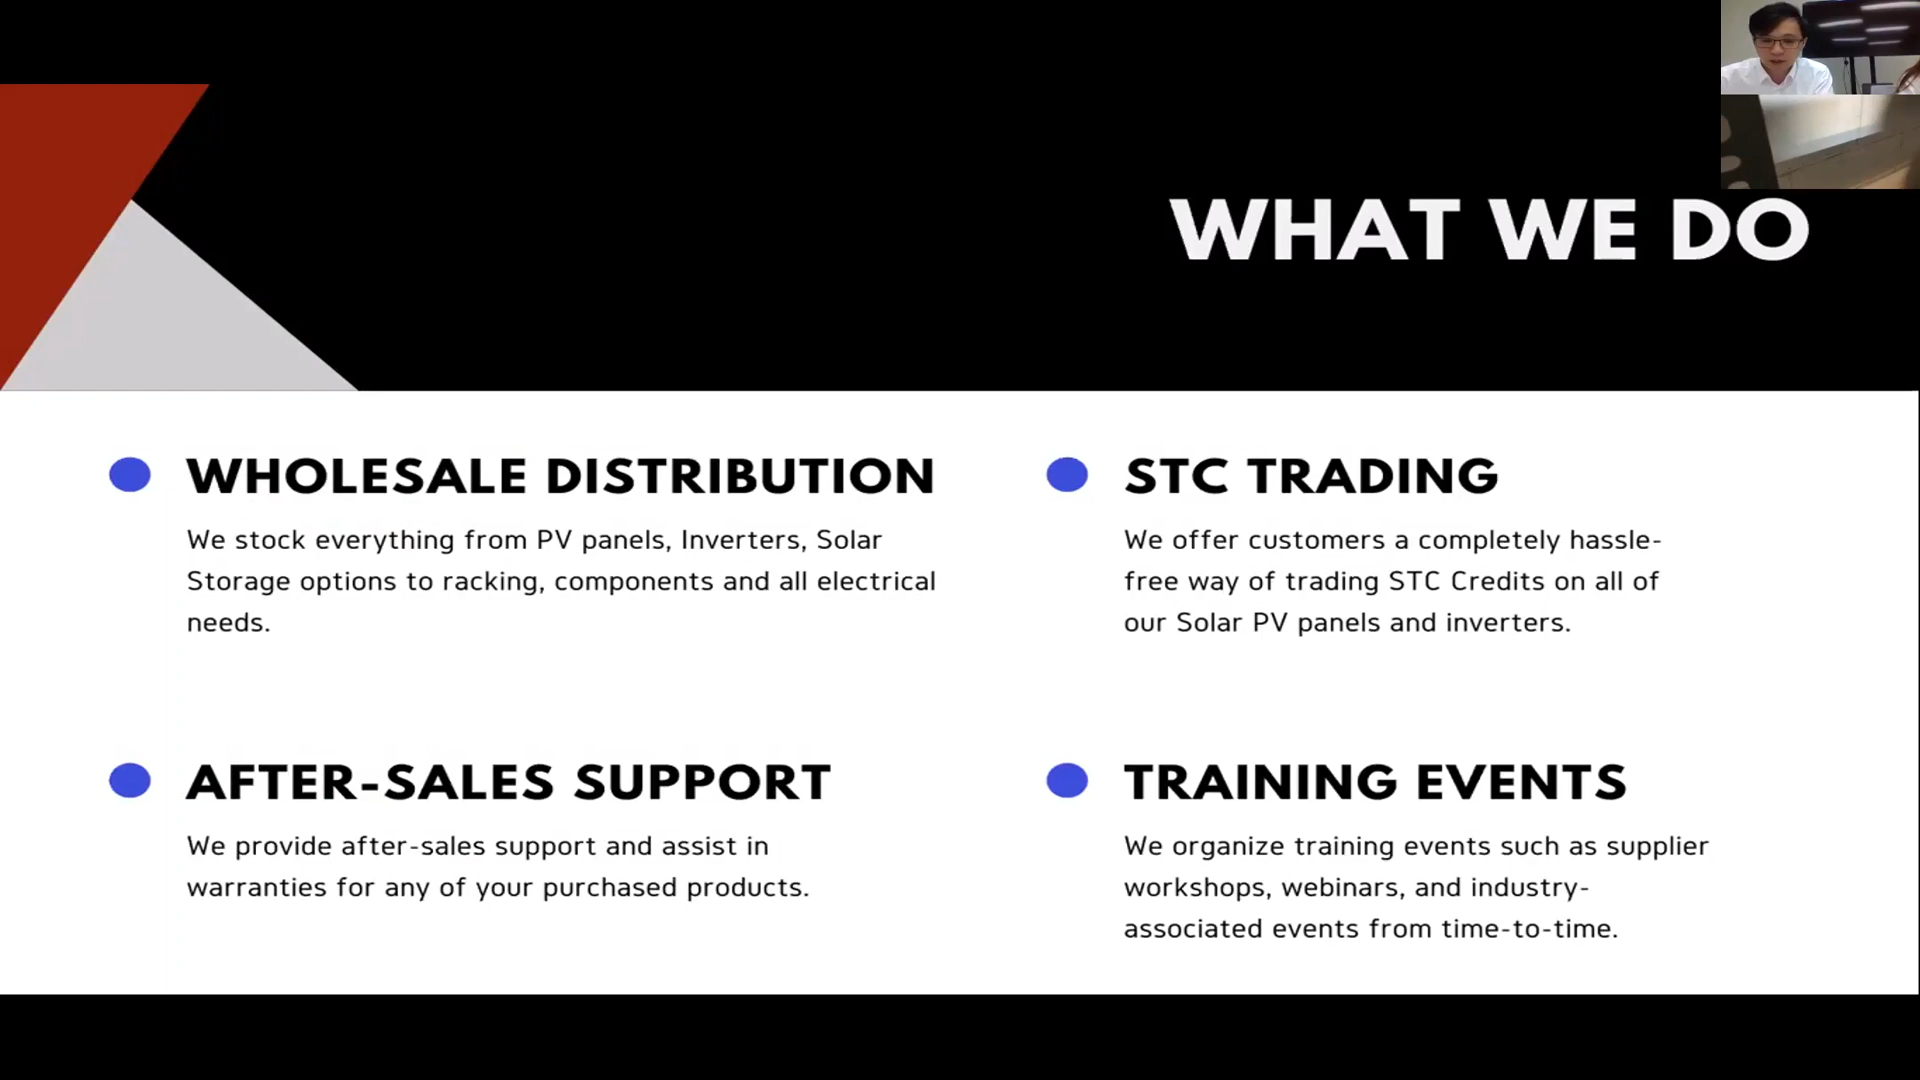 WHAT WE DO
WHOLESALE DISTRIBUTION
We stock everything from PV panels, Inverters, Solar
Storage options to racking, components and all electrical
needs.
STC TRADING
We offer customers a completely hassle-
free way of trading STC Credits on all of
our Solar PV panels and inverters.
AFTER-SALES SUPPORT
We provide after-sales support and assist in
warranties for any of your purchased products.
TRAINING EVENTS
We organize training events such as supplier
workshops, webinars, and industry-
associated events from time-to-time.